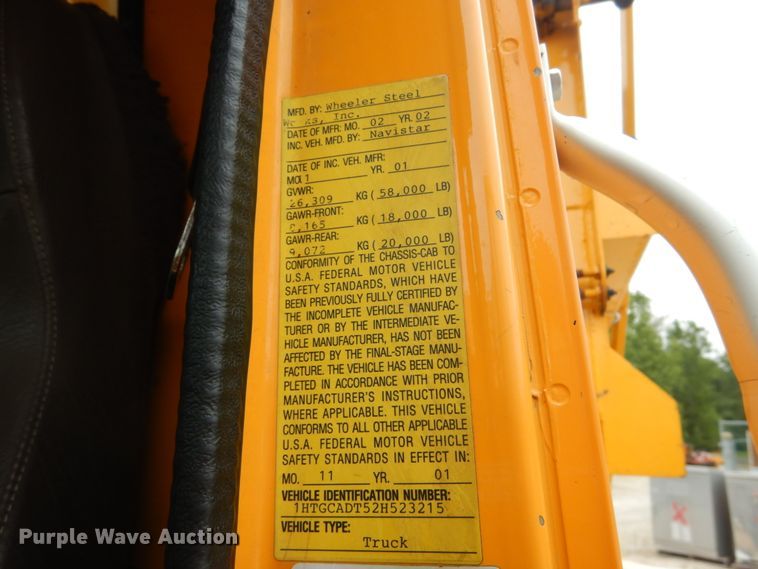 MFD. BY: Wheeler Steel
Inc.
DATE OF MFR: MO. 02 YR. 02
INC. VEH. MFD. BY: Navistar
DATE OF INC. VEH. MFR:
MO. YR. 01
GVWR:
26,309 KG ( 58,000 LB)
GAWR-FRONT:
8,165 KG ( 18,000 LB)
GAWR-REAR:
9,072 KG ( 20,000 LB)
CONFORMITY OF THE CHASSIS-CAB TO
U.S.A. FEDERAL MOTOR VEHICLE
SAFETY STANDARDS, WHICH HAVE
BEEN PREVIOUSLY FULLY CERTIFIED BY
THE INCOMPLETE VEHICLE MANUFAC-
TURER OR BY THE INTERMEDIATE VE-
HICLE MANUFACTURER, HAS NOT BEEN
AFFECTED BY THE FINAL-STAGE MANU-
FACTURE. THE VEHICLE HAS BEEN COM-
PLETED IN ACCORDANCE WITH PRIOR
MANUFACTURER'S INSTRUCTIONS,
WHERE APPLICABLE. THIS VEHICLE
CONFORMS TO ALL OTHER APPLICABLE
U.S.A. FEDERAL MOTOR VEHICLE
SAFETY STANDARDS IN EFFECT IN:
MO. 11 YR. 01
VEHICLE IDENTIFICATION NUMBER:
1HTGCADT52H523215
VEHICLE TYPE:
Truck
Purple Wave Auction